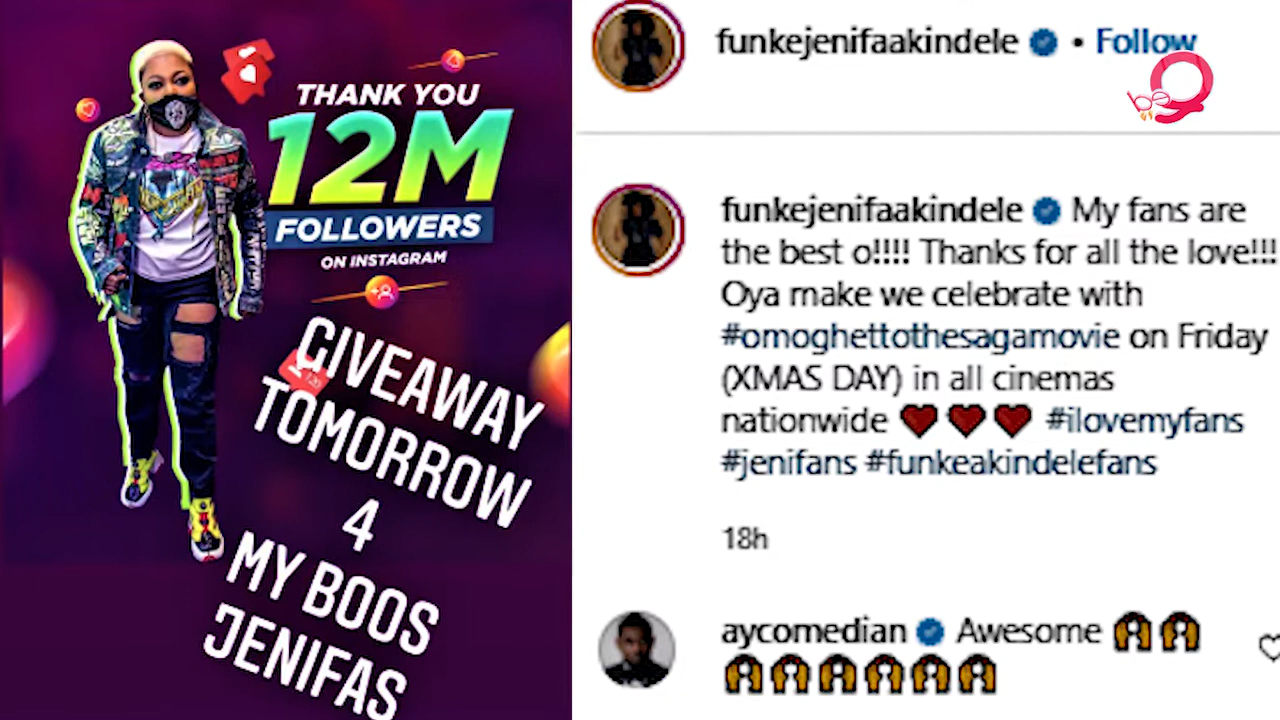 THANK YOU
12M
FOLLOWERS
ON INSTAGRAM
GIVEAWAY
TOMORROW
4
MY BOOS
JENIFAS
funkejenifaakindele • Follow
funkejenifaakindele My fans are
the best o!!!! Thanks for all the love!!!
Oya make we celebrate with
#omoghettothesagamovie on Friday
(XMAS DAY) in all cinemas
nationwide ❤️ ❤️ ❤️ #ilovemyfans
#jenifans #funkeakindelefans
18h
aycomedian Awesome